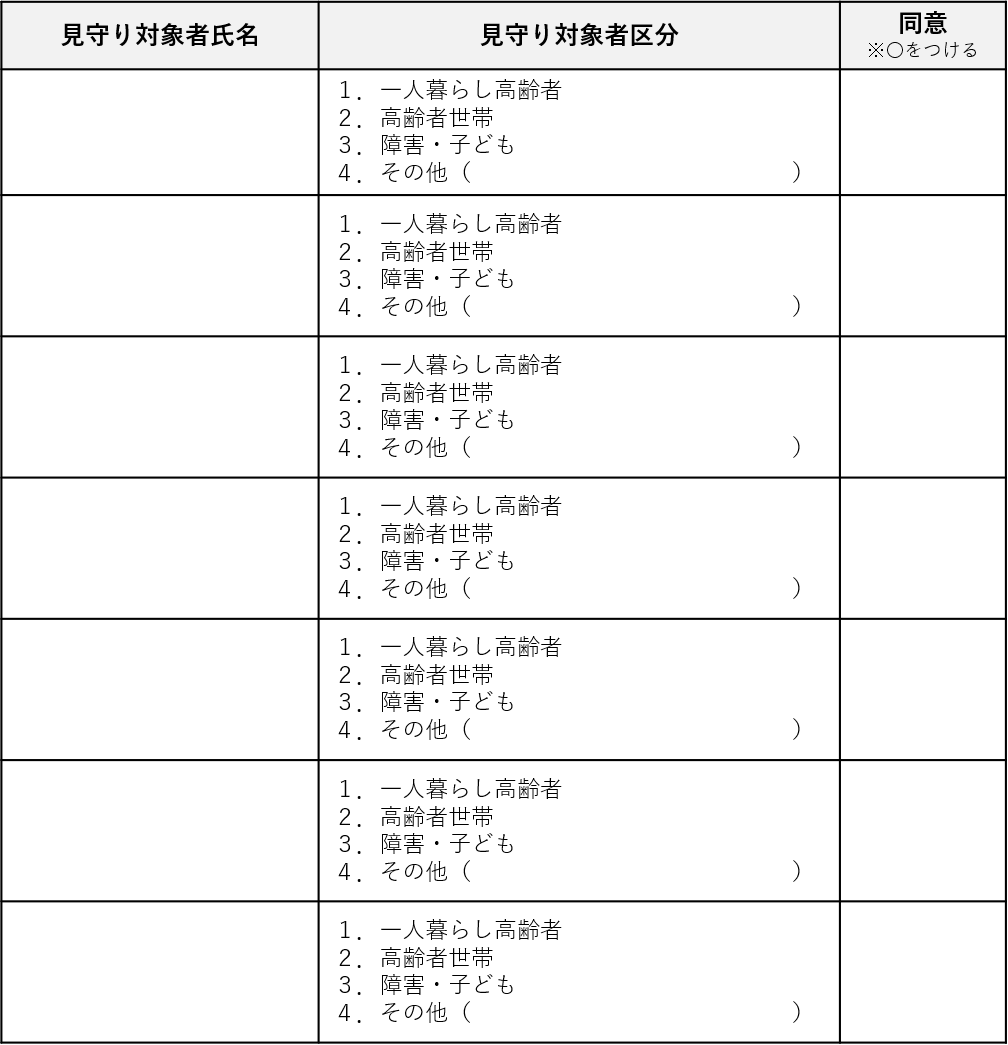 見守り対象者氏名
見守り対象者区分
同意
※〇をつける
１．一人暮らし高齢者
２．高齢者世帯
３．障害・子ども
４．その他（　　　　　　　　　　　　　　）
１．一人暮らし高齢者
２．高齢者世帯
３．障害・子ども
４．その他（　　　　　　　　　　　　　　）
１．一人暮らし高齢者
２．高齢者世帯
３．障害・子ども
４．その他（　　　　　　　　　　　　　　）
１．一人暮らし高齢者
２．高齢者世帯
３．障害・子ども
４．その他（　　　　　　　　　　　　　　）
１．一人暮らし高齢者
２．高齢者世帯
３．障害・子ども
４．その他（　　　　　　　　　　　　　　）
１．一人暮らし高齢者
２．高齢者世帯
３．障害・子ども
４．その他（　　　　　　　　　　　　　　）
１．一人暮らし高齢者
２．高齢者世帯
３．障害・子ども
４．その他（　　　　　　　　　　　　　　）